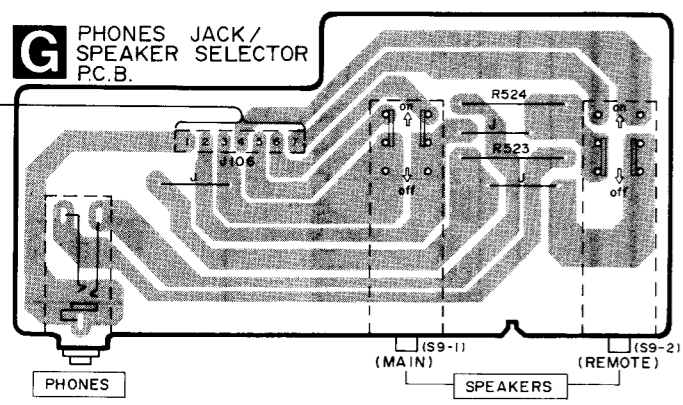 G
PHONES JACK/
SPEAKER SELECTOR
P.C.B.
R524
on
on
1 2 3 4 5 6 7
J
J106
R523
J
off
J
off
(S9-1)
(S9-2)
(MAIN)
(REMOTE)
PHONES
SPEAKERS